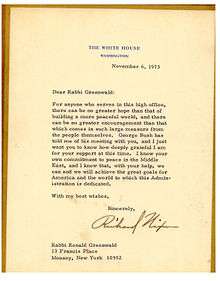 THE WHITE HOUSE
WASHINGTON
November 6, 1973
Dear Rabbi Greenwald:
For anyone who serves in this high office,
there can be no greater hope than that
of building a more peaceful world, and there
can be no greater encouragement than that
which comes in such large measure from
the people themselves. George Bush has
told me of his meeting with you, and I just
want you to know how deeply grateful I am
for your support at this time. I know of your
own commitment to peace in the Middle
East, and I know that, with your help, we
can and we will achieve the great goals for
America and the world to which this Admin-
istration is dedicated.
With my best wishes,
Sincerely,
Richard Nixon
Rabbi Ronald Greenwald
13 Francis Place
Monsey, New York 10952